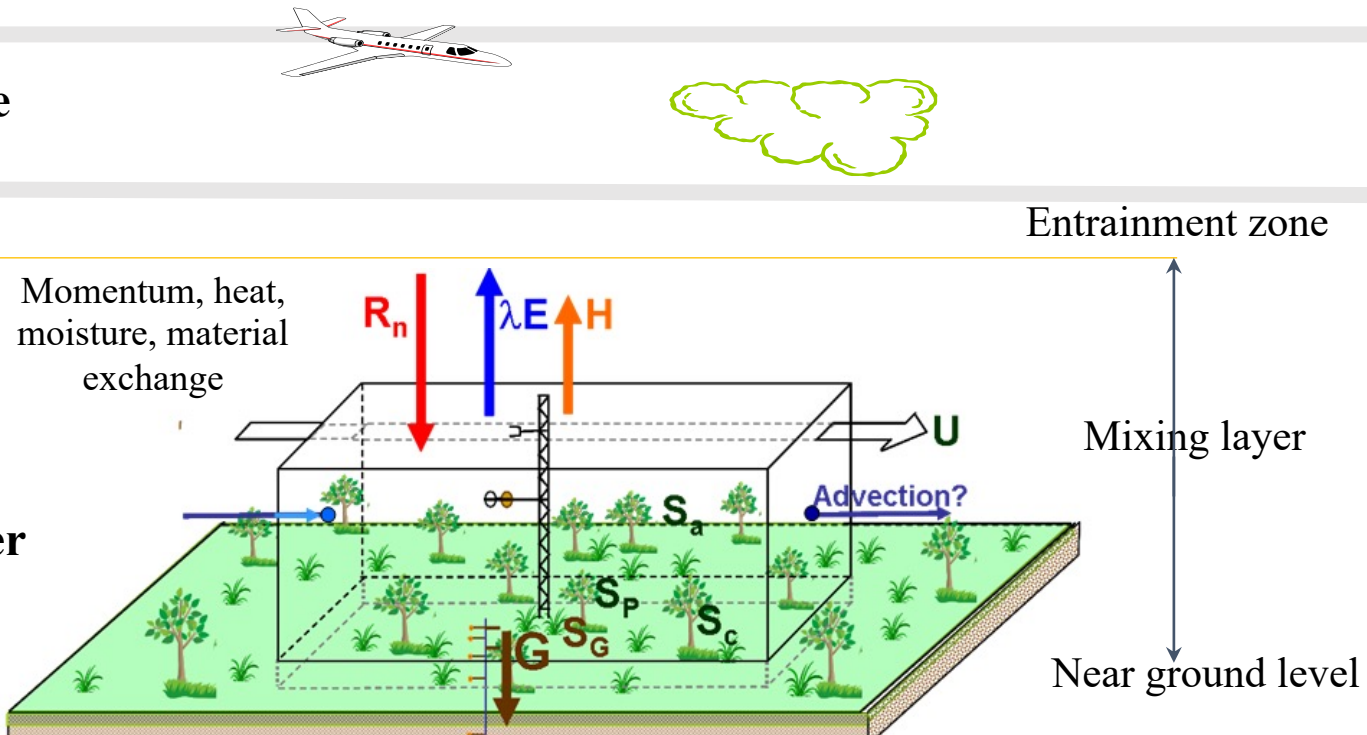 e
Entrainment zone
Momentum, heat,
moisture, material
exchange
Rn
λE
H
U
Mixing layer
Advection?
Sa
er
SP
Sc
SG
G
Near ground level